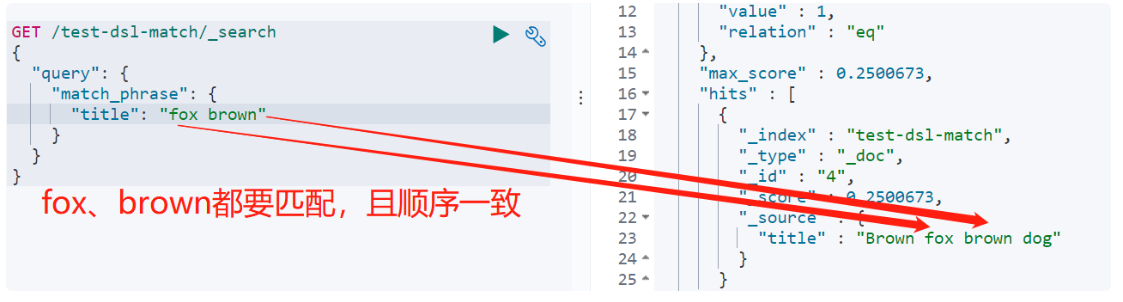 GET /test-dsl-match/_search
{
"query": {
"match_phrase": {
"title": "fox brown"
}
}
}
fox、brown都要匹配，且顺序一致
12 "value" : 1,
13 "relation" : "eq"
14 },
15 "max_score" : 0.2500673,
16 "hits" : [
17 {
18 "_index" : "test-dsl-match",
19 "_type" : "_doc",
20 "_id" : "4",
21 "_score" : 0.2500673,
22 "_source" : {
23 "title" : "Brown fox brown dog"
24 }
25 }